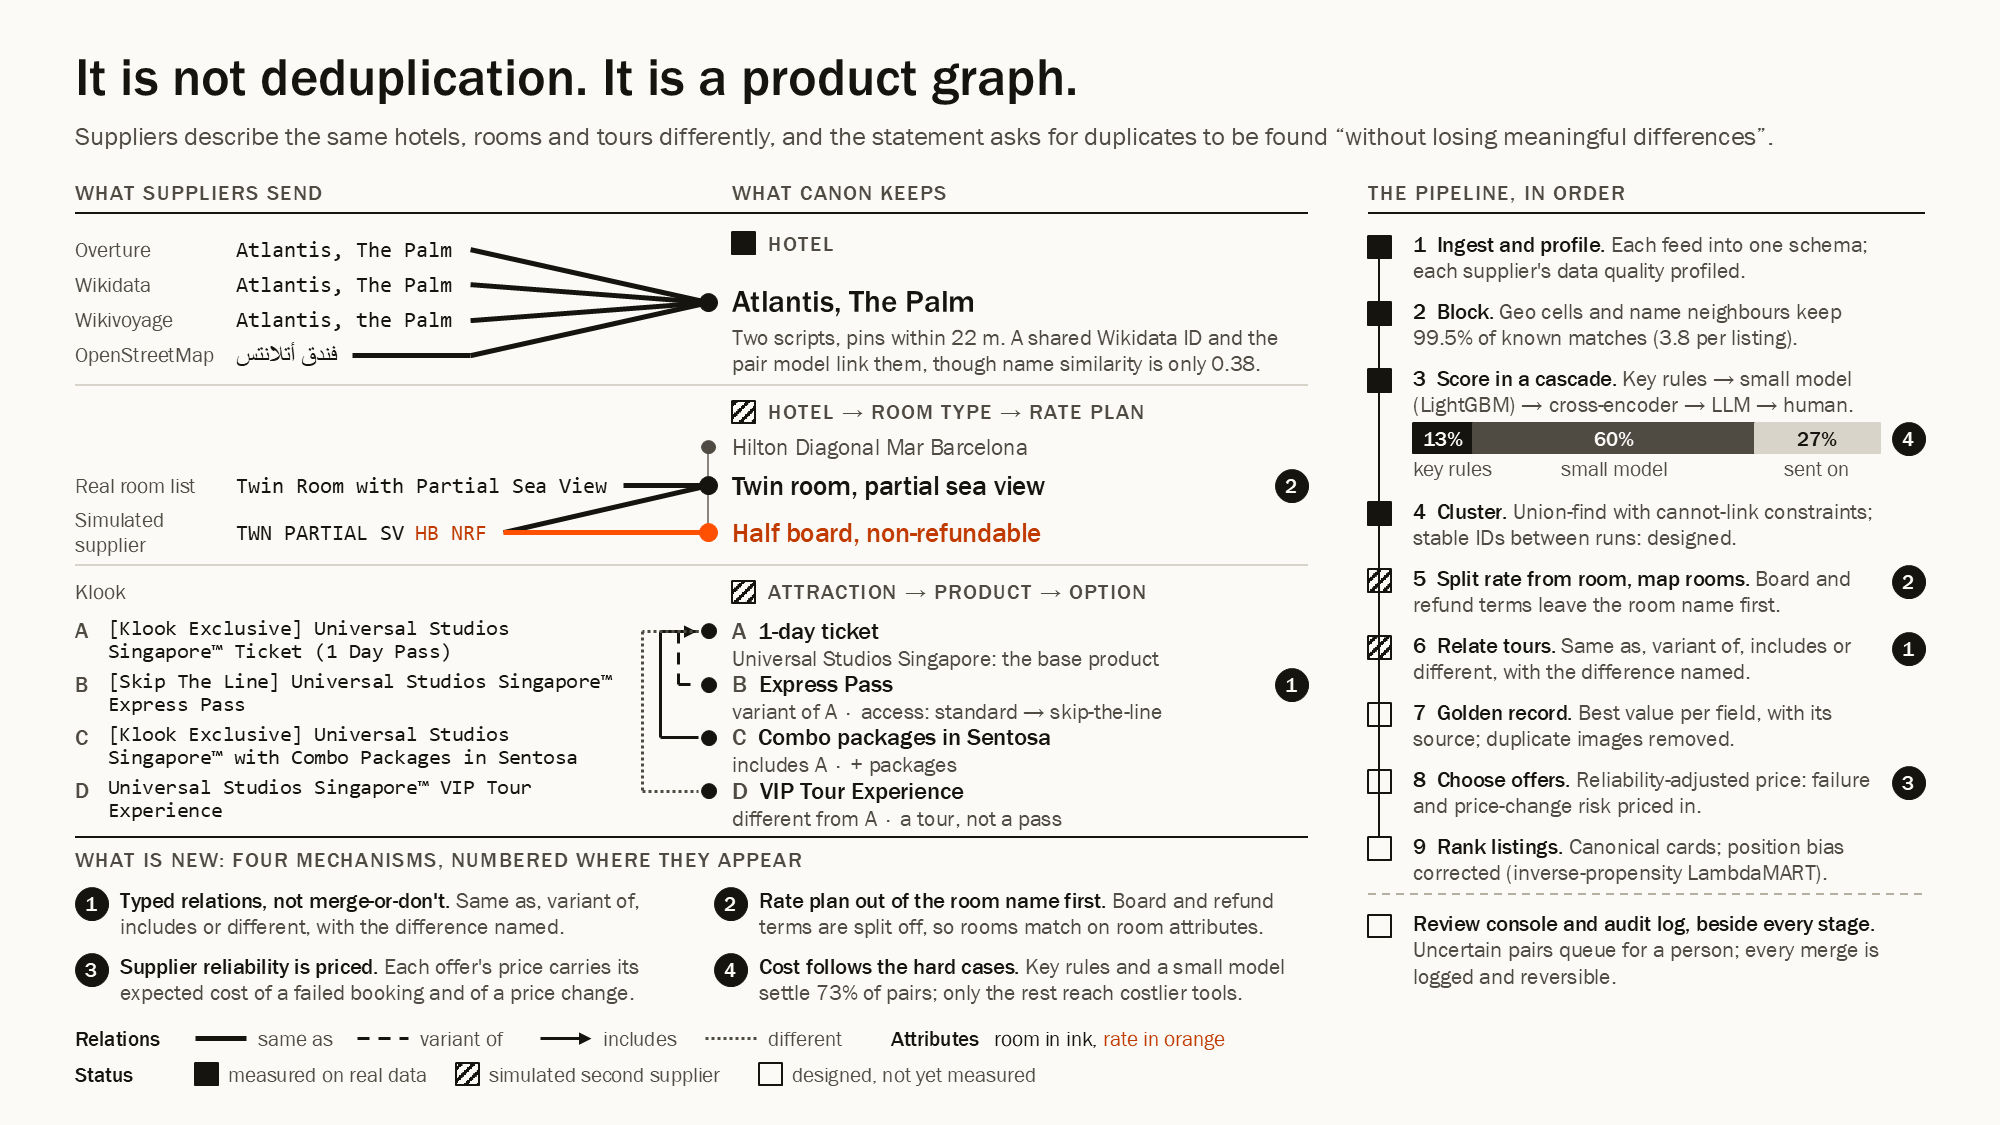 It is not deduplication. It is a product graph.
Suppliers describe the same hotels, rooms and tours differently, and the statement asks for duplicates to be found “without losing meaningful differences”.
WHAT SUPPLIERS SEND
Overture Atlantis, The Palm
Wikidata Atlantis, The Palm
Wikivoyage Atlantis, the Palm
OpenStreetMap فندق أتلانتس
WHAT CANON KEEPS
HOTEL
Atlantis, The Palm
Two scripts, pins within 22 m. A shared Wikidata ID and the
pair model link them, though name similarity is only 0.38.
HOTEL → ROOM TYPE → RATE PLAN
Hilton Diagonal Mar Barcelona
Real room list Twin Room with Partial Sea View
Twin room, partial sea view
2
Simulated
supplier
TWN PARTIAL SV HB NRF
Half board, non-refundable
Klook
A [Klook Exclusive] Universal Studios
Singapore™ Ticket (1 Day Pass)
B [Skip The Line] Universal Studios Singapore™
Express Pass
C [Klook Exclusive] Universal Studios
Singapore™ with Combo Packages in Sentosa
D Universal Studios Singapore™ VIP Tour
Experience
ATTRACTION → PRODUCT → OPTION
A 1-day ticket
Universal Studios Singapore: the base product
B Express Pass
1
variant of A · access: standard → skip-the-line
C Combo packages in Sentosa
includes A · + packages
D VIP Tour Experience
different from A · a tour, not a pass
WHAT IS NEW: FOUR MECHANISMS, NUMBERED WHERE THEY APPEAR
1 Typed relations, not merge-or-don't. Same as, variant of,
includes or different, with the difference named.
2 Rate plan out of the room name first. Board and refund
terms are split off, so rooms match on room attributes.
3 Supplier reliability is priced. Each offer's price carries its
expected cost of a failed booking and of a price change.
4 Cost follows the hard cases. Key rules and a small model
settle 73% of pairs; only the rest reach costlier tools.
Relations same as variant of includes different Attributes room in ink, rate in orange
Status measured on real data simulated second supplier designed, not yet measured
THE PIPELINE, IN ORDER
1 Ingest and profile. Each feed into one schema;
each supplier's data quality profiled.
2 Block. Geo cells and name neighbours keep
99.5% of known matches (3.8 per listing).
3 Score in a cascade. Key rules → small model
(LightGBM) → cross-encoder → LLM → human.
13% 60% 27% 4
key rules small model sent on
4 Cluster. Union-find with cannot-link constraints;
stable IDs between runs: designed.
5 Split rate from room, map rooms. Board and
refund terms leave the room name first.
2
6 Relate tours. Same as, variant of, includes or
different, with the difference named.
1
7 Golden record. Best value per field, with its
source; duplicate images removed.
8 Choose offers. Reliability-adjusted price: failure
and price-change risk priced in.
3
9 Rank listings. Canonical cards; position bias
corrected (inverse-propensity LambdaMART).
Review console and audit log, beside every stage.
Uncertain pairs queue for a person; every merge is
logged and reversible.